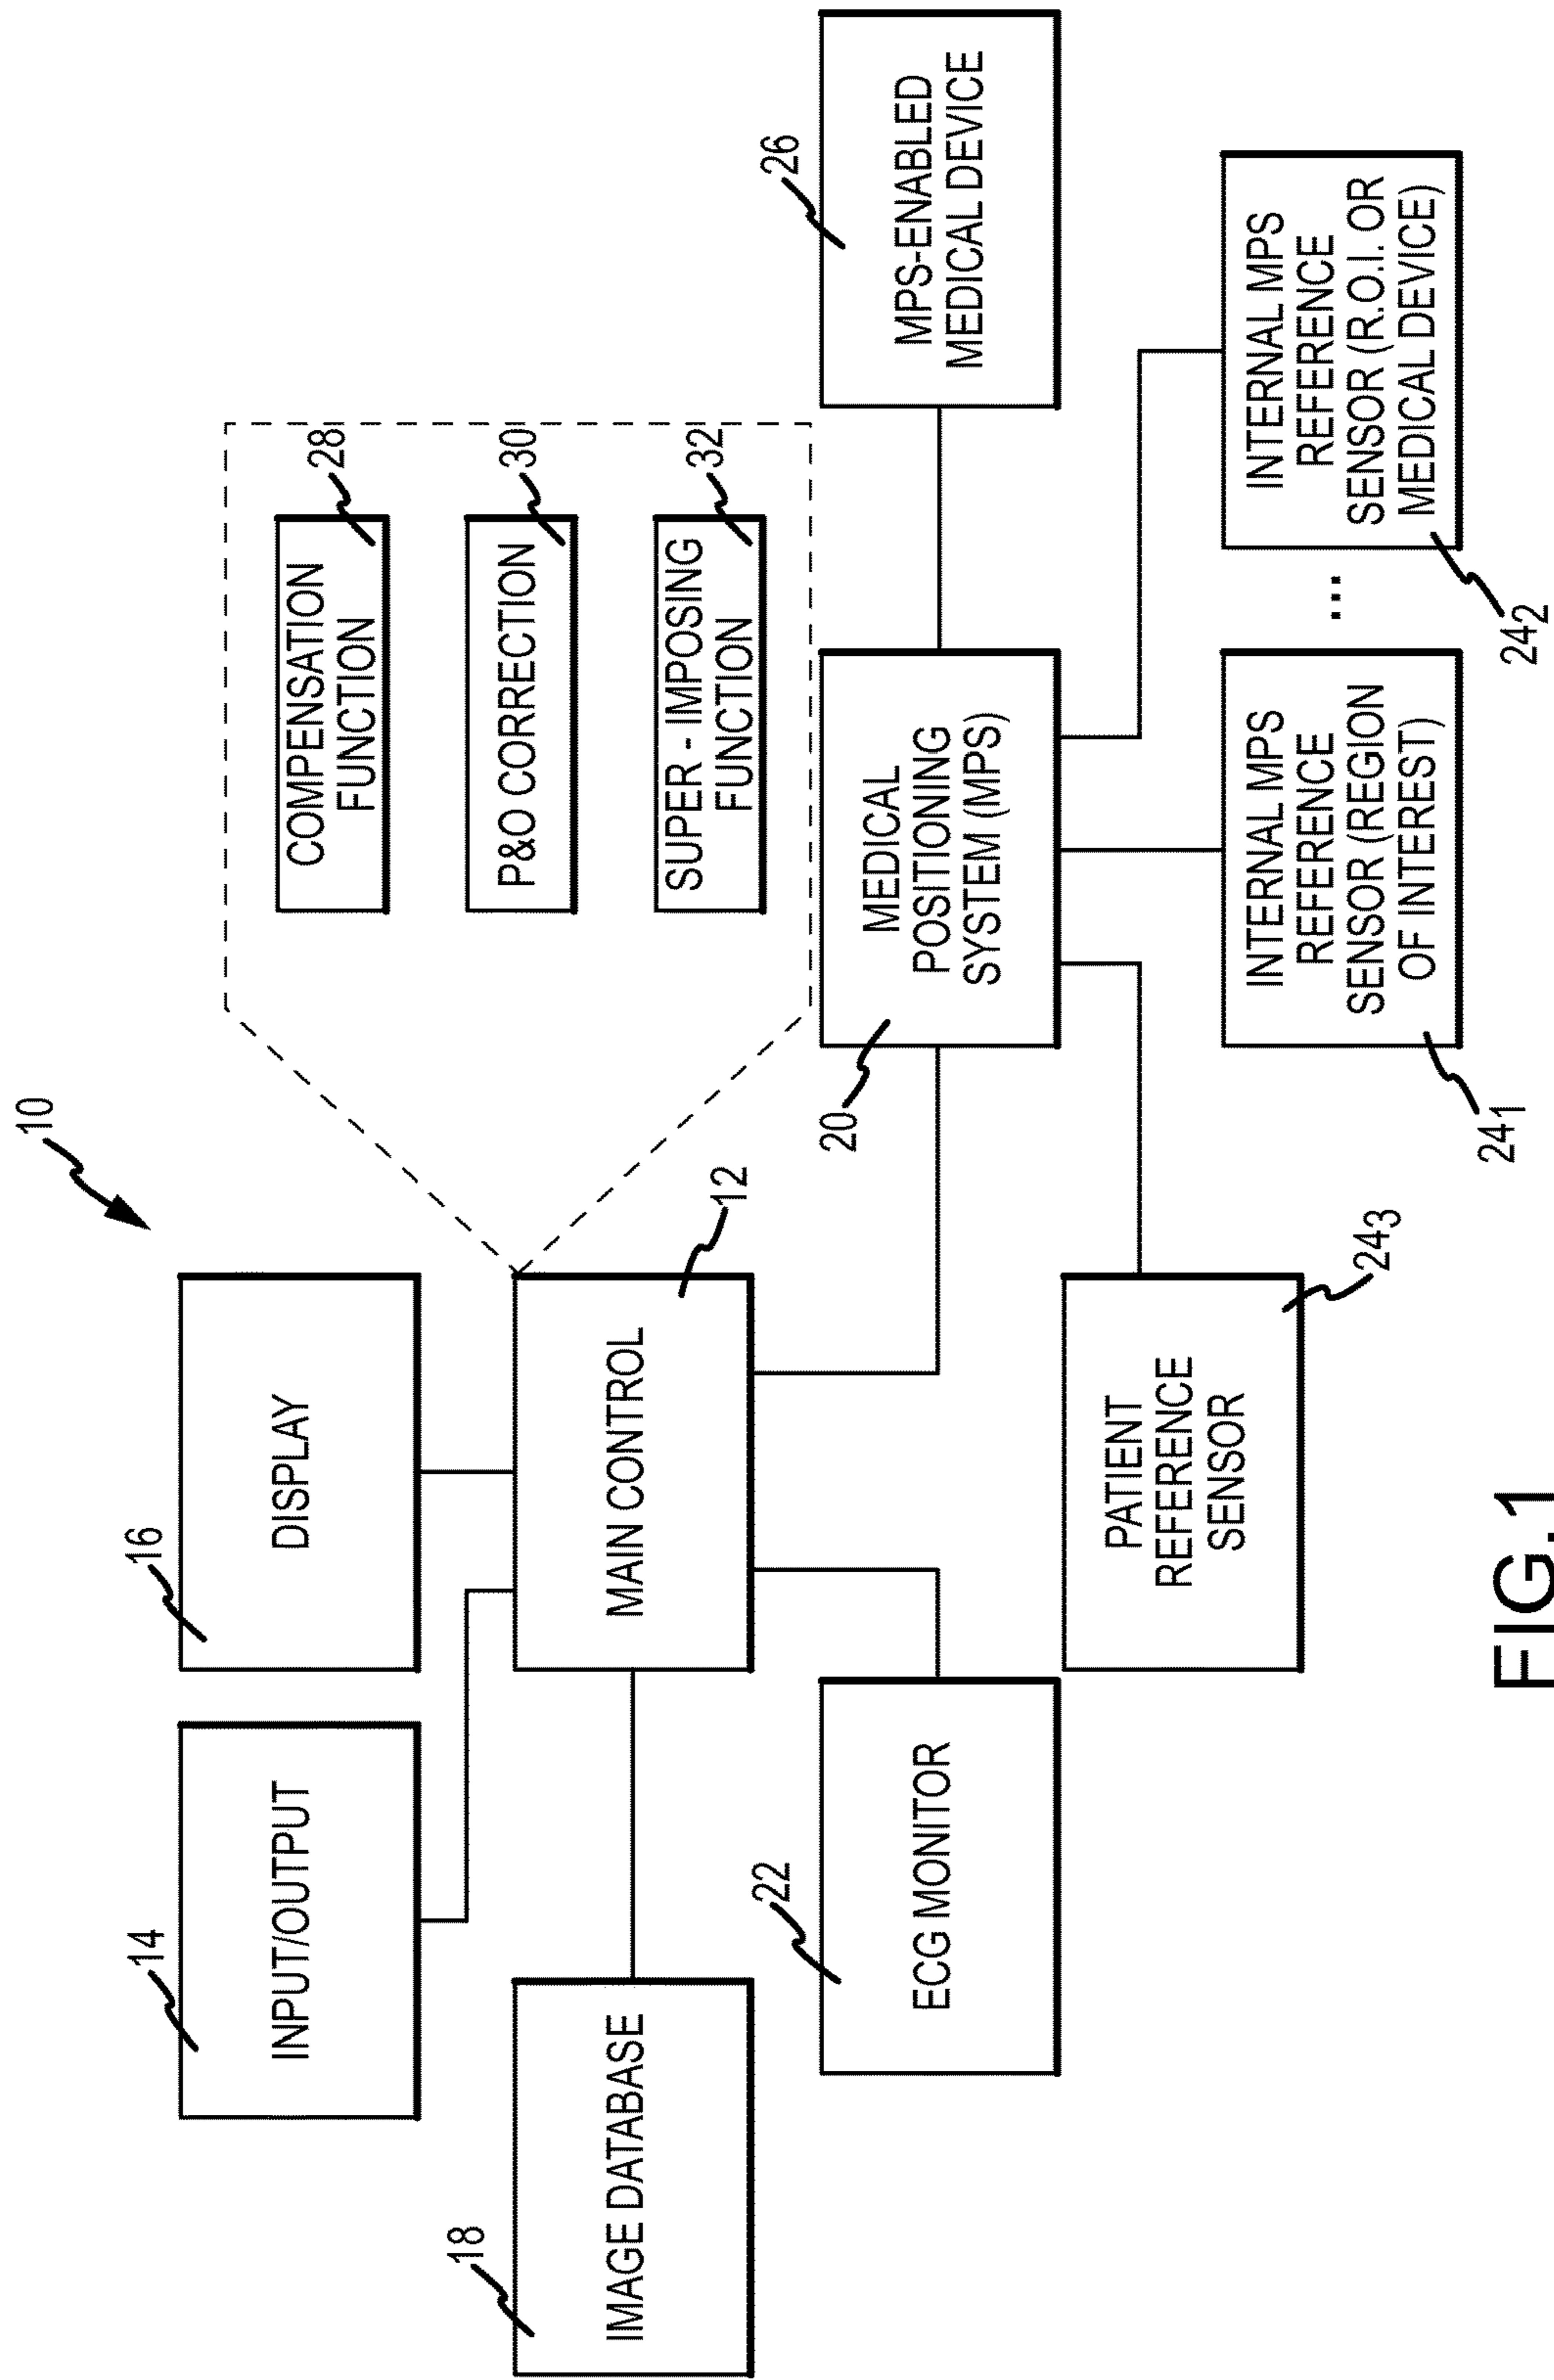 10
14
INPUT/OUTPUT
16
DISPLAY
COMPENSATION
FUNCTION
28
P&O CORRECTION
30
SUPER - IMPOSING
FUNCTION
32
18
IMAGE DATABASE
MAIN CONTROL
12
22
ECG MONITOR
20
MEDICAL
POSITIONING
SYSTEM (MPS)
26
MPS-ENABLED
MEDICAL DEVICE
PATIENT
REFERENCE
SENSOR
243
INTERNAL MPS
REFERENCE
SENSOR (REGION
OF INTEREST)
241
...
INTERNAL MPS
REFERENCE
SENSOR (R.O.I. OR
MEDICAL DEVICE)
242
FIG.1